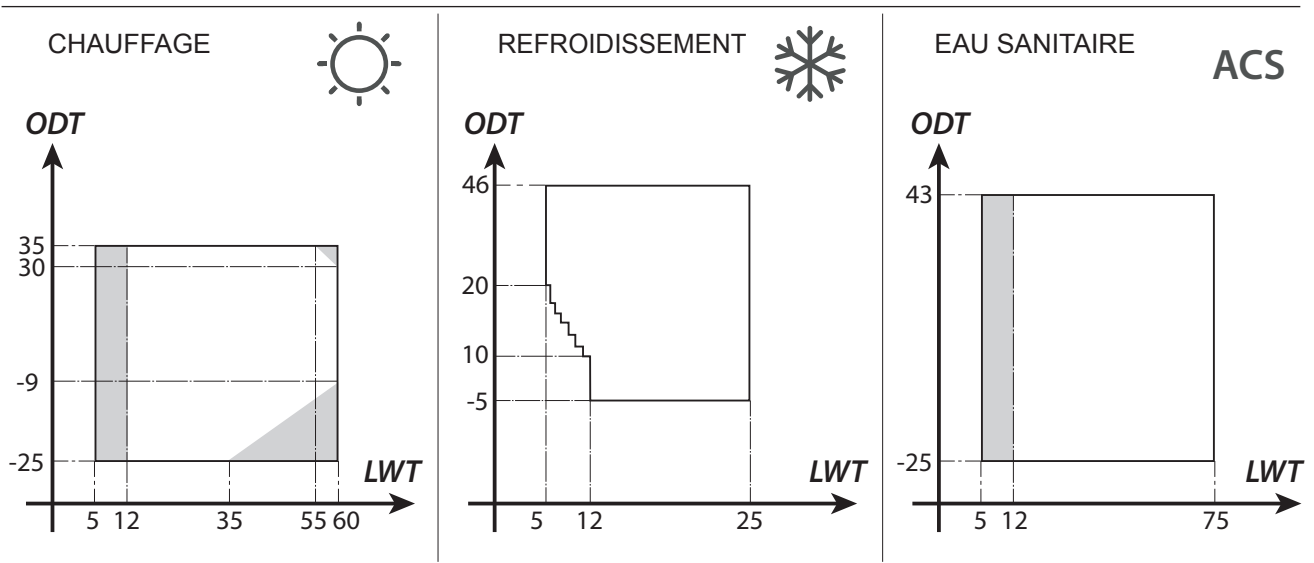 CHAUFFAGE
ODT
35
30
-9
-25
LWT
5 12 35 55 60
REFROIDISSEMENT
ODT
46
20
10
-5
LWT
5 12 25
EAU SANITAIRE
ACS
ODT
43
-25
LWT
5 12 75